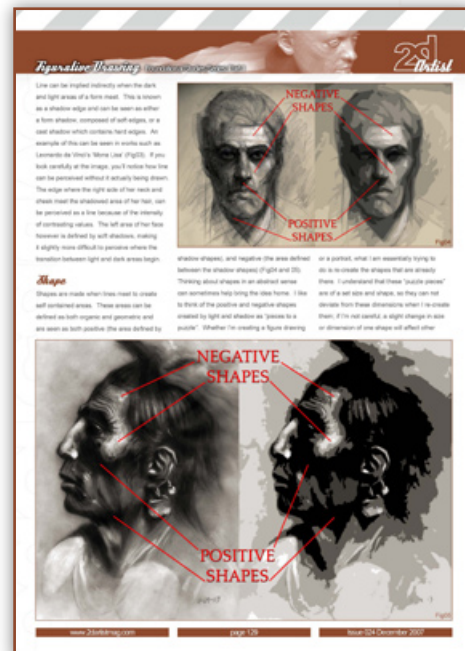 Figurative Drawing Foundational Studies Series: Part 1
2d Artist
Line can be implied indirectly when the dark
and light areas of a form meet. This is known
as a shadow edge and can be seen as either
a form shadow, composed of soft edges, or a
cast shadow which contains hard edges. An
example of this can be seen in works such as
Leonardo da Vinci's 'Mona Lisa' (Fig03). If you
look carefully at the image, you'll notice how line
can be perceived without it actually being drawn.
The edge where the right side of her neck and
cheek meet the shadowed area of her hair, can
be perceived as a line because of the intensity
of contrasting values. The left area of her face
however is defined by soft shadows, making
it slightly more difficult to perceive where the
transition between light and dark areas begin.
Shape
Shapes are made when lines meet to create
self contained areas. These areas can be
defined as both organic and geometric and
are seen as both positive (the area defined by
NEGATIVE
SHAPES
POSITIVE
SHAPES
Fig04
shadow shapes), and negative (the area defined
between the shadow shapes) (Fig04 and 05).
Thinking about shapes in an abstract sense
can sometimes help bring the idea home. I like
to think of the positive and negative shapes
created by light and shadow as "pieces to a
puzzle". Whether I'm creating a figure drawing
or a portrait, what I am essentially trying to
do is re-create the shapes that are already
there. I understand that these "puzzle pieces"
are of a set size and shape, so they can not
deviate from these dimensions when I re-create
them; if I'm not careful, a slight change in size
or dimension of one shape will affect other
NEGATIVE
SHAPES
POSITIVE
SHAPES
Fig05
www.2dartistmag.com
page 129
Issue 024 December 2007